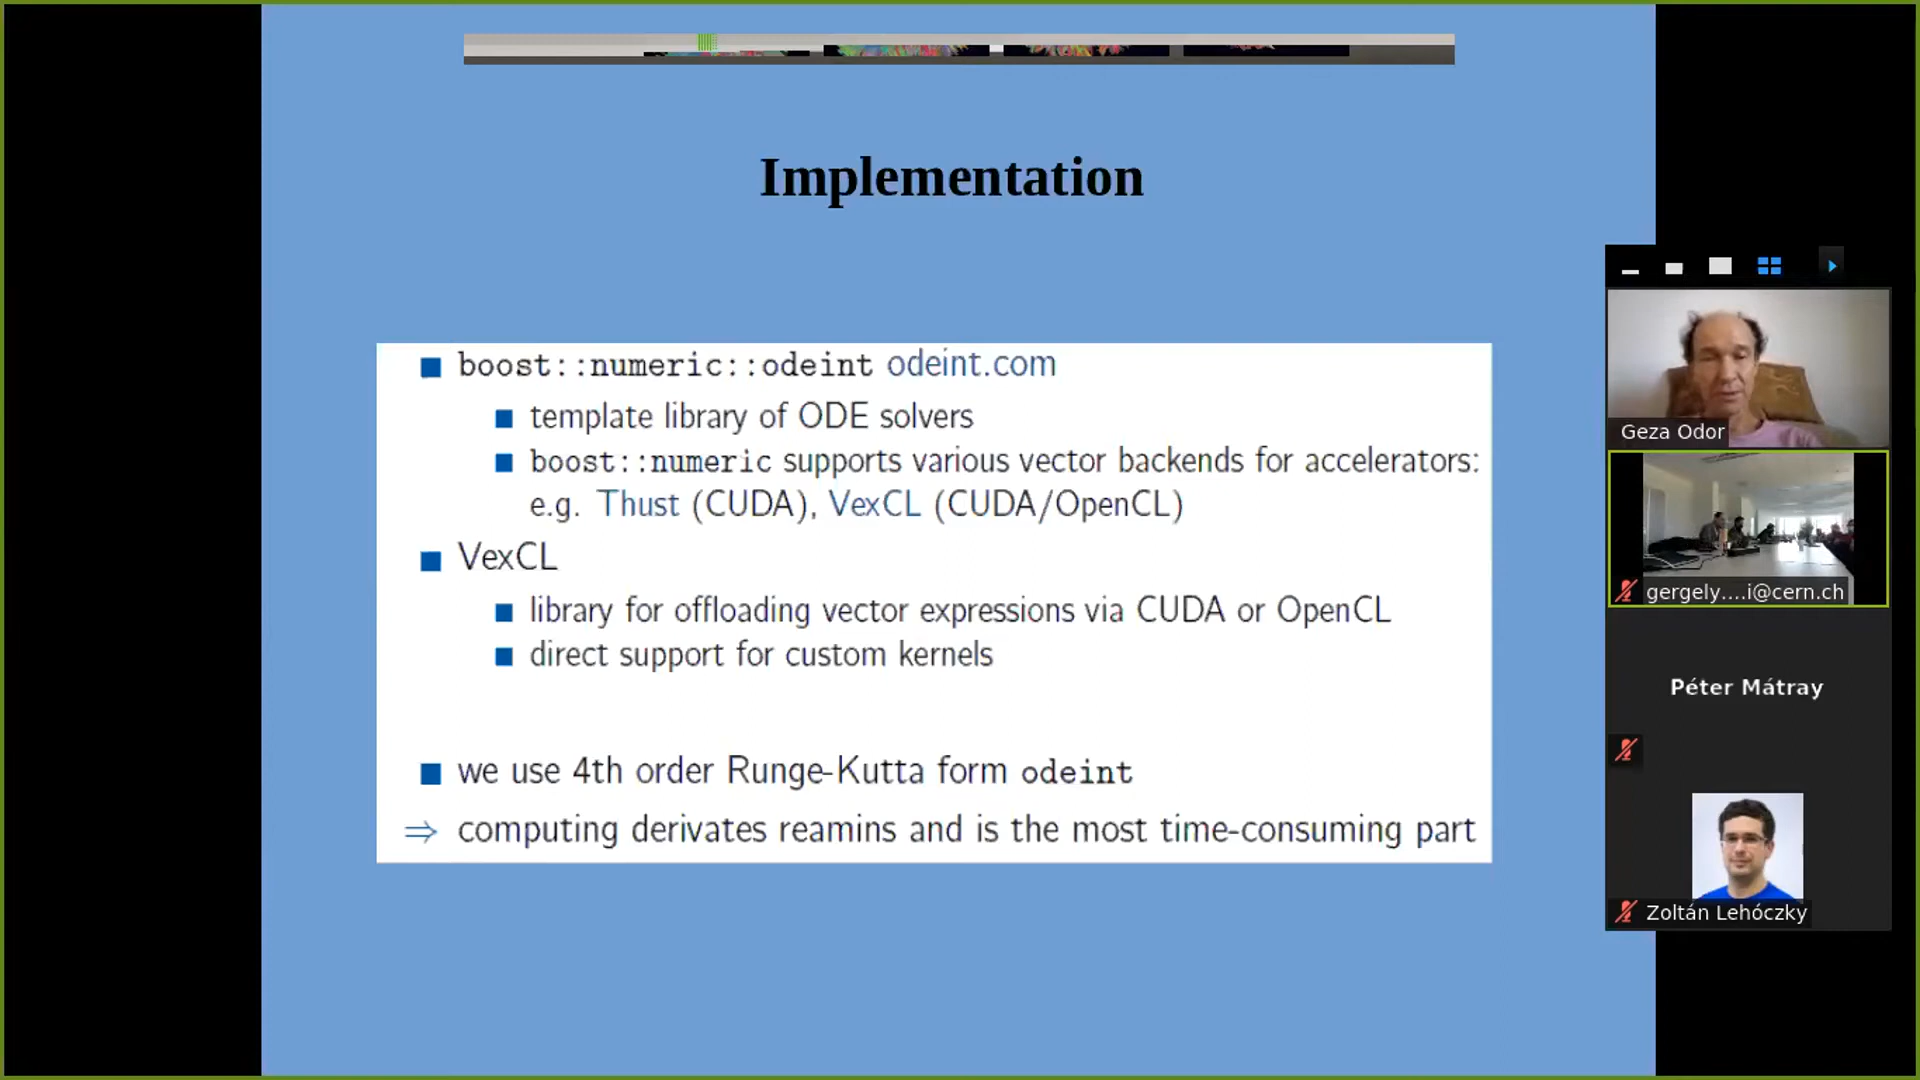 Implementation
boost::numeric::odeint odeint.com
template library of ODE solvers
boost::numeric supports various vector backends for accelerators:
e.g. Thust (CUDA), VexCL (CUDA/OpenCL)
VexCL
library for offloading vector expressions via CUDA or OpenCL
direct support for custom kernels
we use 4th order Runge-Kutta form odeint
⇒ computing derivates reamins and is the most time-consuming part
Geza Odor
gergely....i@cern.ch
Péter Mátray
Zoltán Lehóczky